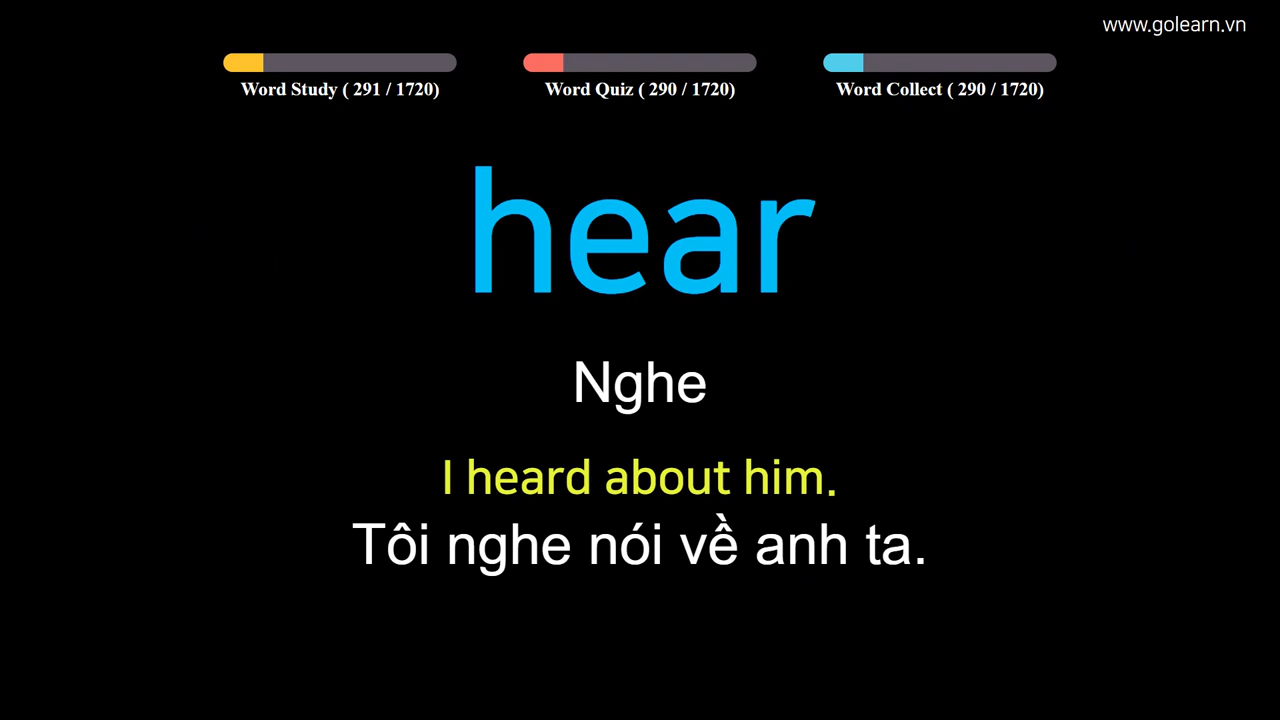 www.golearn.vn
Word Study ( 291 / 1720)
Word Quiz ( 290 / 1720)
Word Collect ( 290 / 1720)
hear
Nghe
I heard about him.
Tôi nghe nói về anh ta.